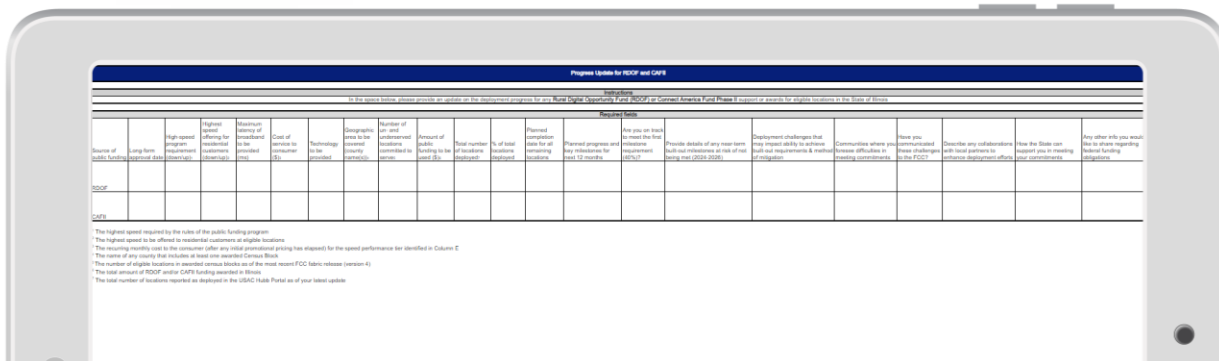 Progress Update for RDOF and CAFII
Instructions
In the space below, please provide an update on the deployment progress for any Rural Digital Opportunity Fund (RDOF) or Connect America Fund Phase II support or awards for eligible locations in the State of Illinois
Required fields
Source of public funding
Long-form approval date
High-speed program requirement (down/up)
Highest speed offering for residential customers (down/up)
Maximum latency of broadband to be provided (ms)
Cost of service to consumer ($)
Technology to be provided
Geographic area to be covered (county name(s))
Number of un- and underserved locations committed to serve
Amount of public funding to be used ($)
Total number of locations deployed
% of total locations deployed
Planned completion date for all remaining locations
Planned progress and key milestones for next 12 months
Are you on track to meet the first milestone requirement (40%)?
Provide details of any near-term built-out milestones at risk of not being met (2024-2026)
Deployment challenges that may impact ability to achieve built-out requirements & method of mitigation
Communities where you foresee difficulties in meeting commitments
Have you communicated these challenges to the FCC?
Describe any collaborations with local partners to enhance deployment efforts
How the State can support you in meeting your commitments
Any other info you would like to share regarding federal funding obligations
RDOF
CAFII
The highest speed required by the rules of the public funding program
The highest speed to be offered to residential customers at eligible locations
The recurring monthly cost to the consumer (after any initial promotional pricing has elapsed) for the speed performance tier identified in Column E
The name of any county that includes at least one awarded Census Block
The number of eligible locations in awarded census blocks as of the most recent FCC fabric release (version 4)
The total amount of RDOF and/or CAFII funding awarded in Illinois
The total number of locations reported as deployed in the USAC Hubb Portal as of your latest update